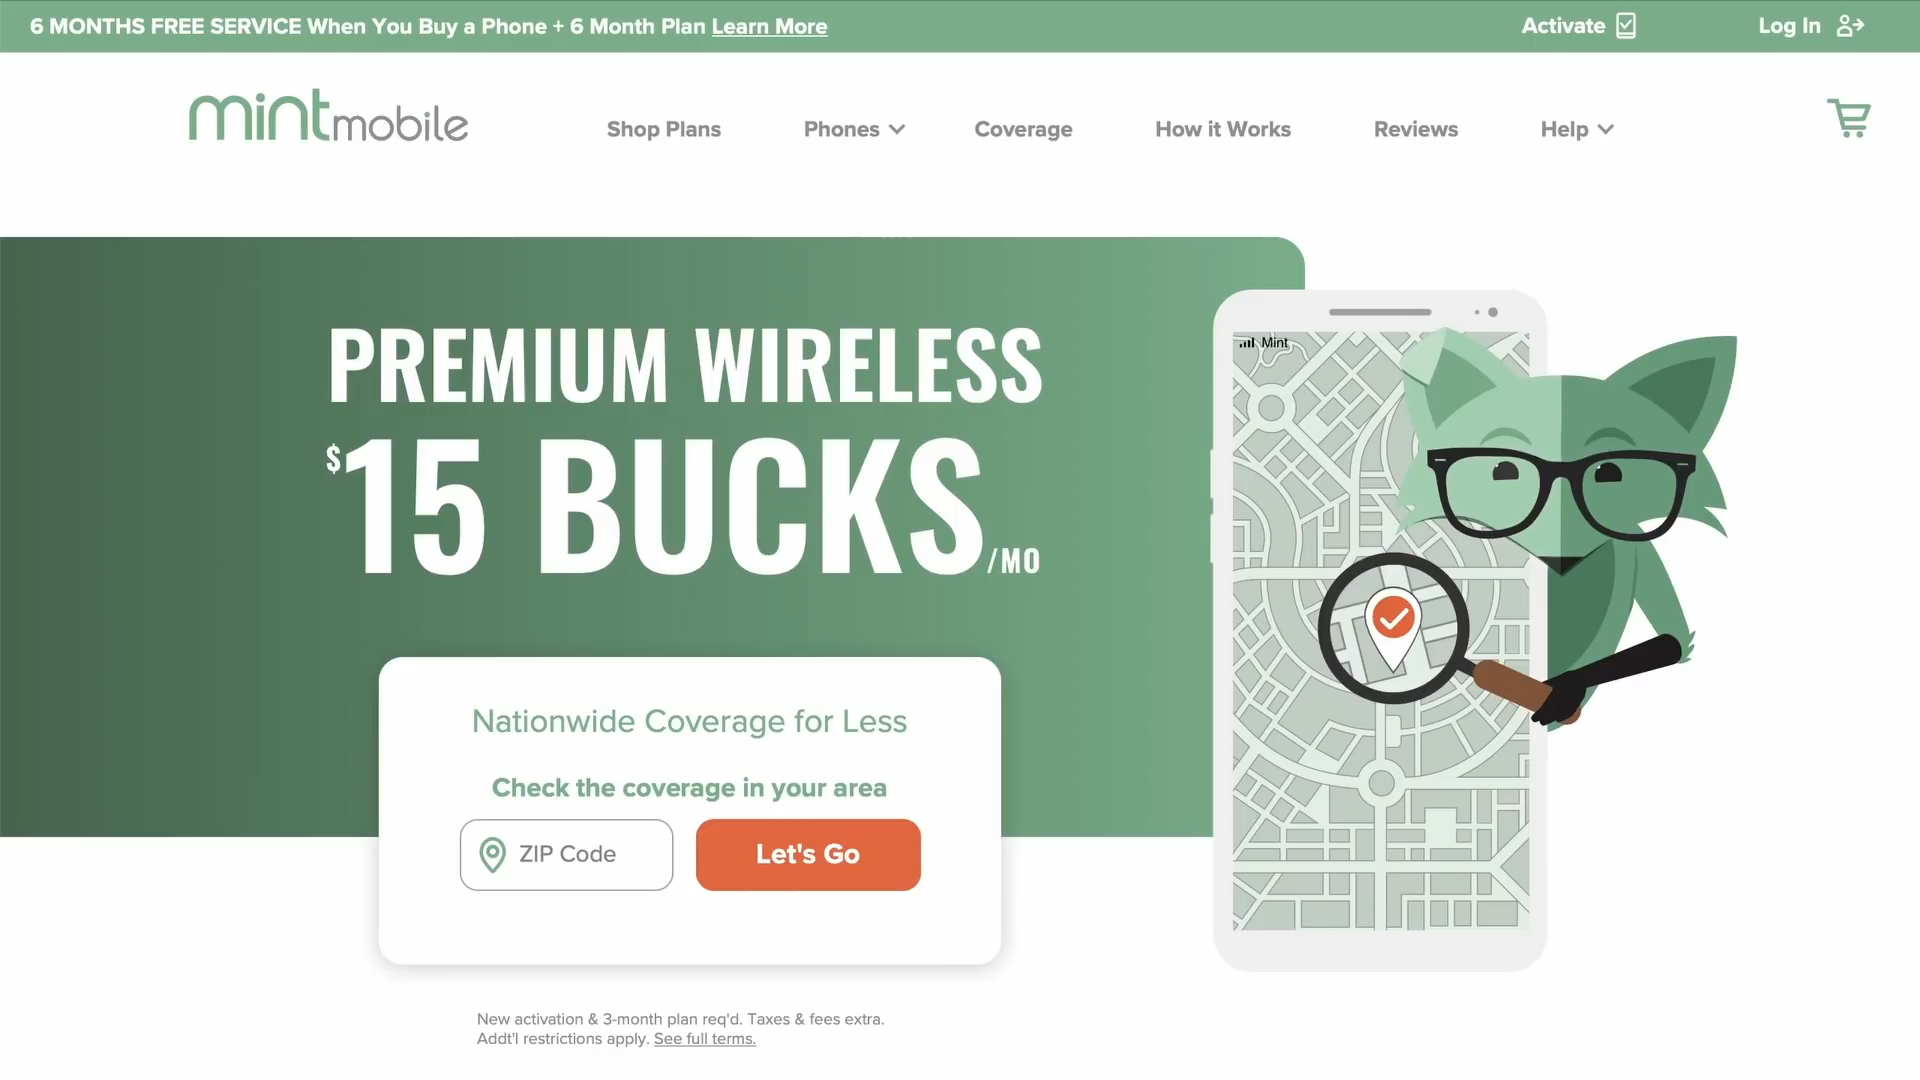 6 MONTHS FREE SERVICE When You Buy a Phone + 6 Month Plan Learn More
Activate
Log In
mintmobile
Shop Plans
Phones
Coverage
How it Works
Reviews
Help
PREMIUM WIRELESS
$15 BUCKS/MO
Mint
Nationwide Coverage for Less
Check the coverage in your area
ZIP Code
Let's Go
New activation & 3-month plan req'd. Taxes & fees extra.
Addt'l restrictions apply. See full terms.